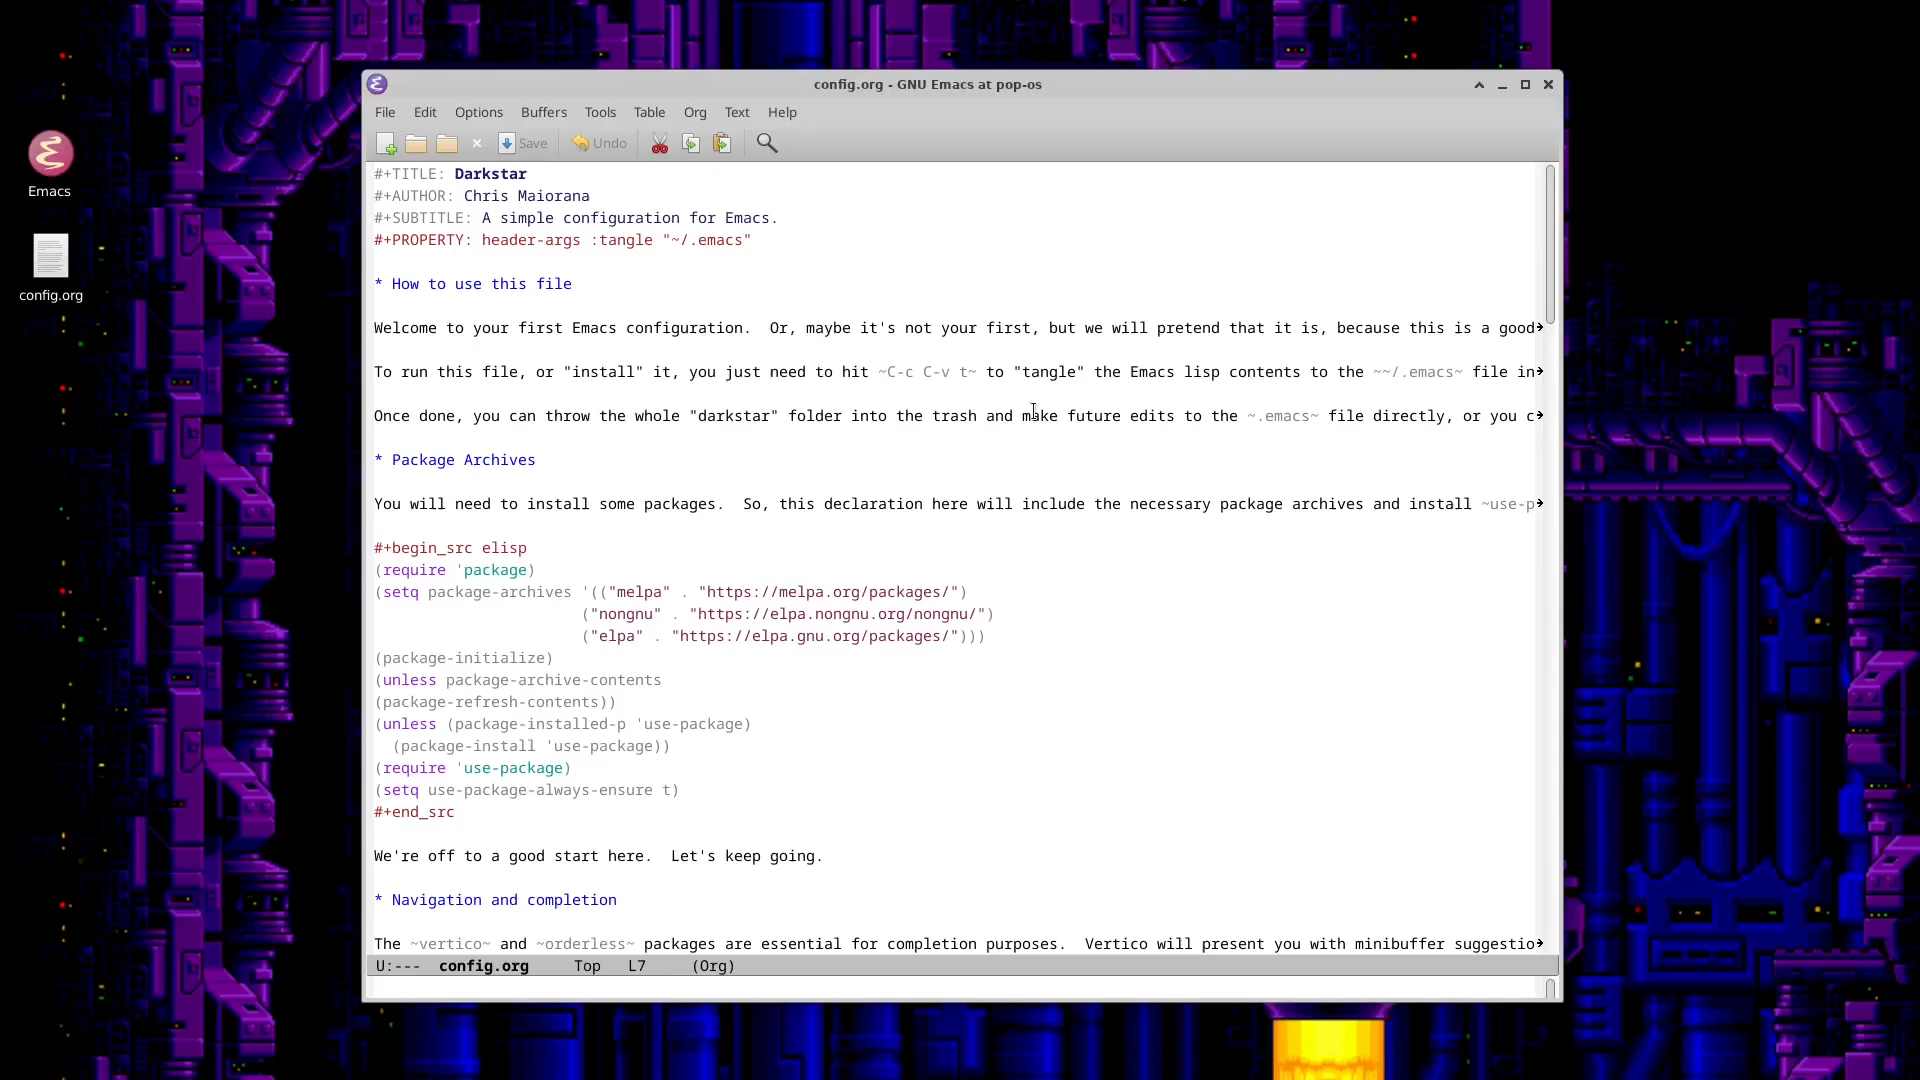 config.org - GNU Emacs at pop-os
File Edit Options Buffers Tools Table Org Text Help
Save Undo
Emacs
config.org
#+TITLE: Darkstar
#+AUTHOR: Chris Maiorana
#+SUBTITLE: A simple configuration for Emacs.
#+PROPERTY: header-args :tangle "~/.emacs"
* How to use this file
Welcome to your first Emacs configuration.  Or, maybe it's not your first, but we will pretend that it is, because this is a good
To run this file, or "install" it, you just need to hit ~C-c C-v t~ to "tangle" the Emacs lisp contents to the ~~/.emacs~ file in
Once done, you can throw the whole "darkstar" folder into the trash and make future edits to the ~.emacs~ file directly, or you c
* Package Archives
You will need to install some packages.  So, this declaration here will include the necessary package archives and install ~use-p
#+begin_src elisp
(require 'package)
(setq package-archives '(("melpa" . "https://melpa.org/packages/")
("nongnu" . "https://elpa.nongnu.org/nongnu/")
("elpa" . "https://elpa.gnu.org/packages/")))
(package-initialize)
(unless package-archive-contents
(package-refresh-contents))
(unless (package-installed-p 'use-package)
(package-install 'use-package))
(require 'use-package)
(setq use-package-always-ensure t)
#+end_src
We're off to a good start here.  Let's keep going.
* Navigation and completion
The ~vertico~ and ~orderless~ packages are essential for completion purposes.  Vertico will present you with minibuffer suggestio
U:---  config.org     Top   L7     (Org)